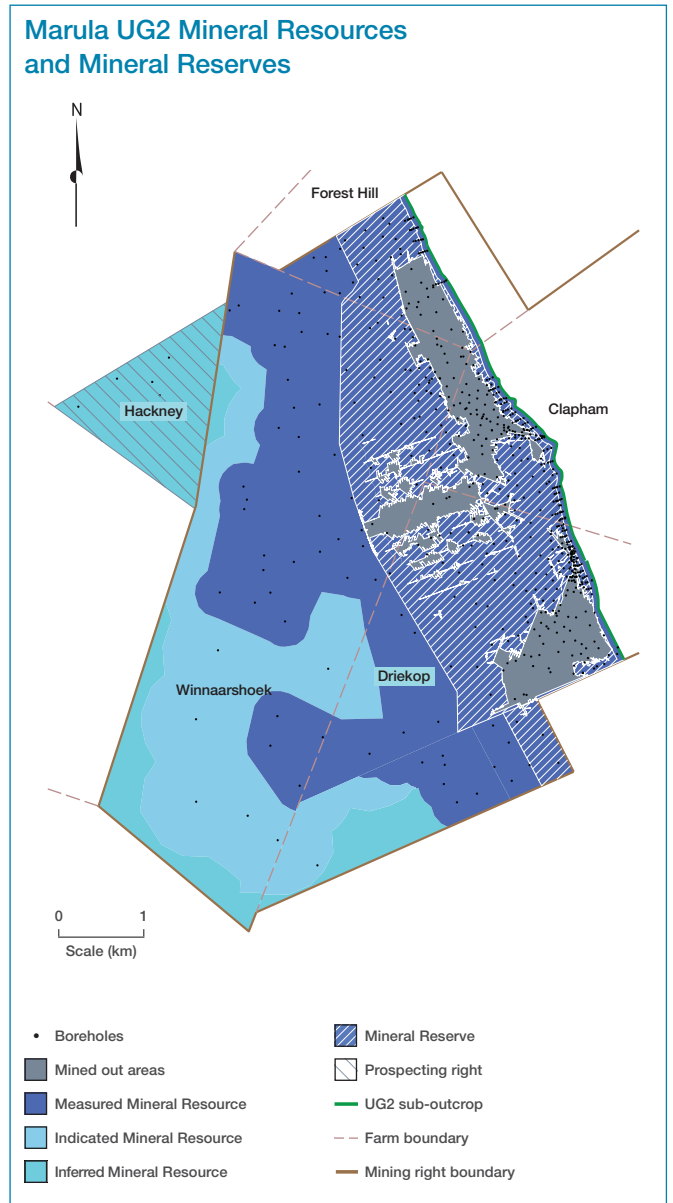 Marula UG2 Mineral Resources
and Mineral Reserves
N
Forest Hill
Hackney
Clapham
Winnaarshoek
Driekop
0 1
Scale (km)
Boreholes
Mined out areas
Measured Mineral Resource
Indicated Mineral Resource
Inferred Mineral Resource
Mineral Reserve
Prospecting right
UG2 sub-outcrop
Farm boundary
Mining right boundary